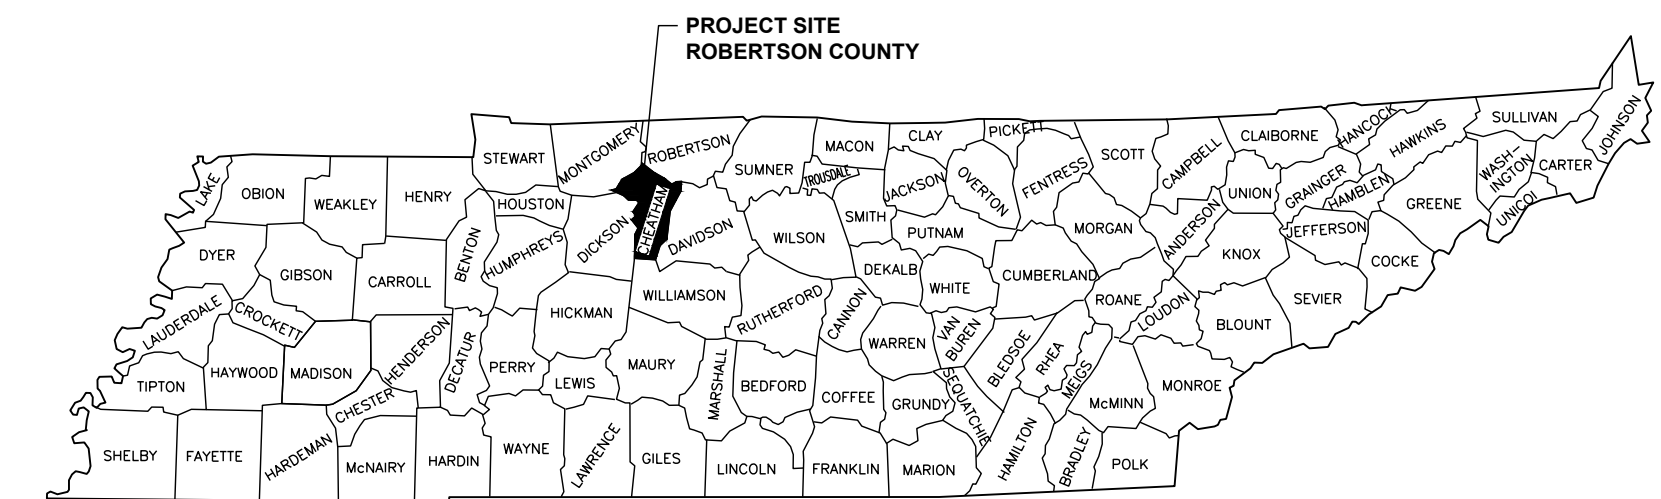 PROJECT SITE
ROBERTSON COUNTY
STEWART
MONTGOMERY
ROBERTSON
SUMNER
MACON
TROUSDALE
CLAY
PICKETT
JACKSON
OVERTON
FENTRESS
SCOTT
CAMPBELL
CLAIBORNE
HANCOCK
HAWKINS
SULLIVAN
JOHNSON
CARTER
WASH-
INGTON
UNICOI
GREENE
HAMBLEN
GRAINGER
UNION
LAKE
OBION
WEAKLEY
HENRY
HOUSTON
CHEATHAM
DICKSON
DAVIDSON
WILSON
SMITH
PUTNAM
MORGAN
ANDERSON
KNOX
JEFFERSON
COCKE
DYER
GIBSON
CARROLL
BENTON
HUMPHREYS
HICKMAN
WILLIAMSON
RUTHERFORD
CANNON
DEKALB
WHITE
CUMBERLAND
ROANE
LOUDON
BLOUNT
SEVIER
LAUDERDALE
CROCKETT
HENDERSON
DECATUR
PERRY
LEWIS
MAURY
MARSHALL
BEDFORD
COFFEE
WARREN
VAN
BUREN
BLEDSOE
RHEA
MEIGS
McMINN
MONROE
TIPTON
HAYWOOD
MADISON
CHESTER
GRUNDY
SEQUATCHIE
SHELBY
FAYETTE
HARDEMAN
McNAIRY
HARDIN
WAYNE
LAWRENCE
GILES
LINCOLN
FRANKLIN
MARION
HAMILTON
BRADLEY
POLK